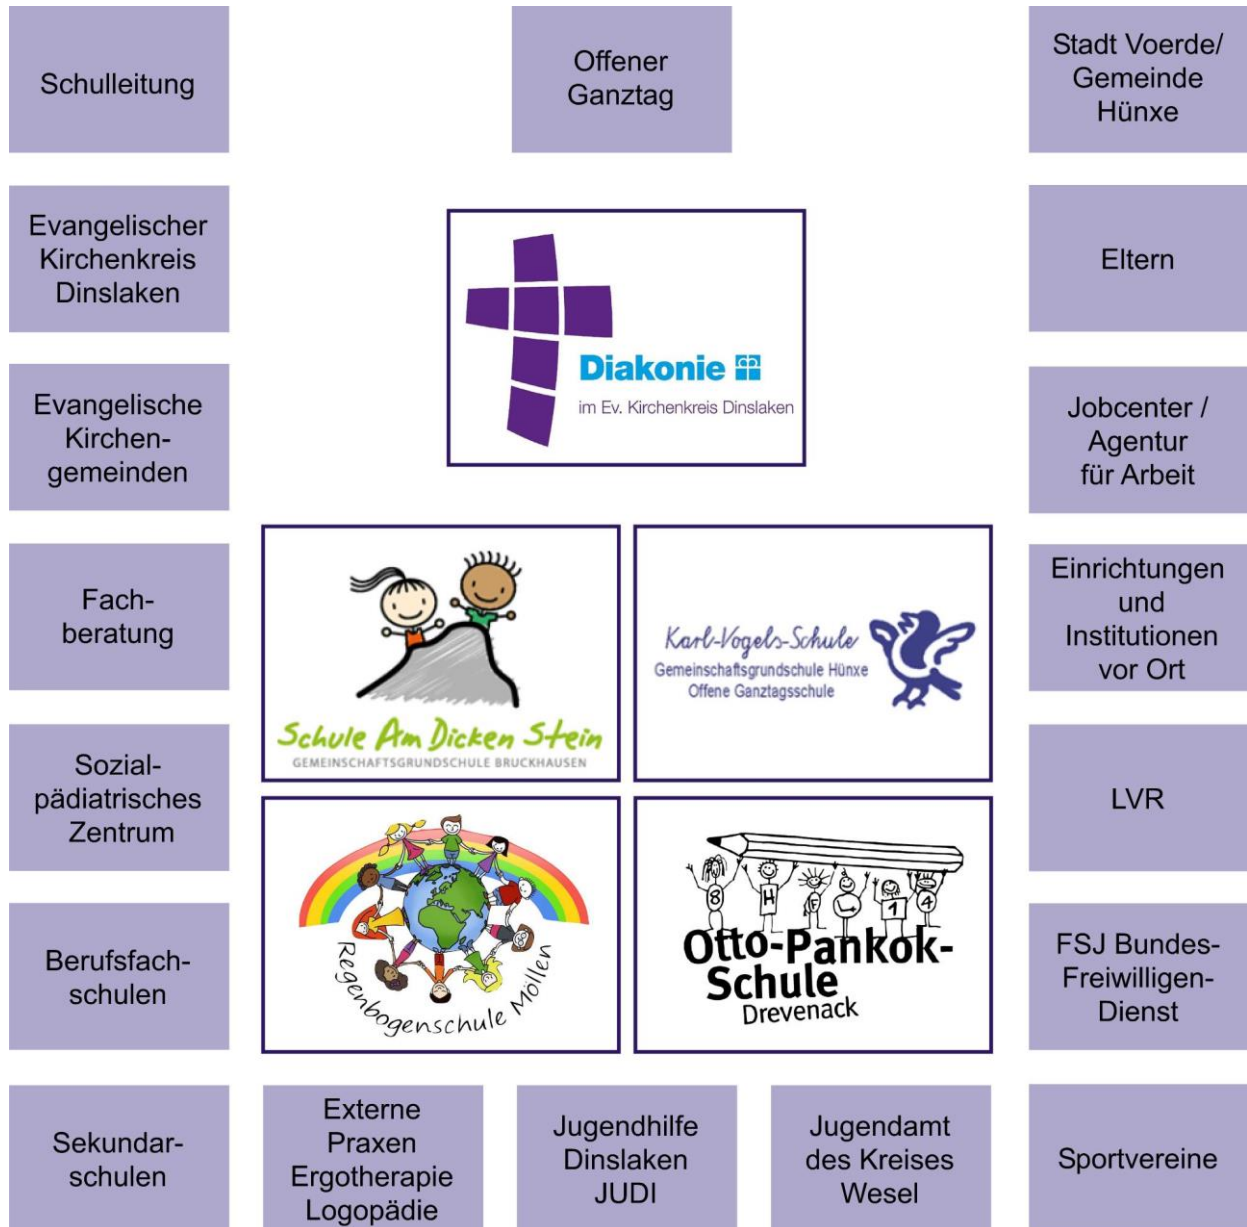 Schulleitung
Offener
Ganztag
Stadt Voerde/
Gemeinde
Hünxe
Evangelischer
Kirchenkreis
Dinslaken
Eltern
Diakonie
im Ev. Kirchenkreis Dinslaken
Evangelische
Kirchen-
gemeinden
Jobcenter /
Agentur
für Arbeit
Fach-
beratung
Schule Am Dicken Stein
GEMEINSCHAFTSGRUNDSCHULE BRUCKHAUSEN
Karl-Vogels-Schule
Gemeinschaftsgrundschule Hünxe
Offene Ganztagsschule
Einrichtungen
und
Institutionen
vor Ort
Sozial-
pädiatrisches
Zentrum
LVR
Berufsfach-
schulen
Regenbogenschule Möllen
8 H F 1 4
Otto-Pankok-
Schule
Drevenack
FSJ Bundes-
Freiwilligen-
Dienst
Sekundar-
schulen
Externe
Praxen
Ergotherapie
Logopädie
Jugendhilfe
Dinslaken
JUDI
Jugendamt
des Kreises
Wesel
Sportvereine